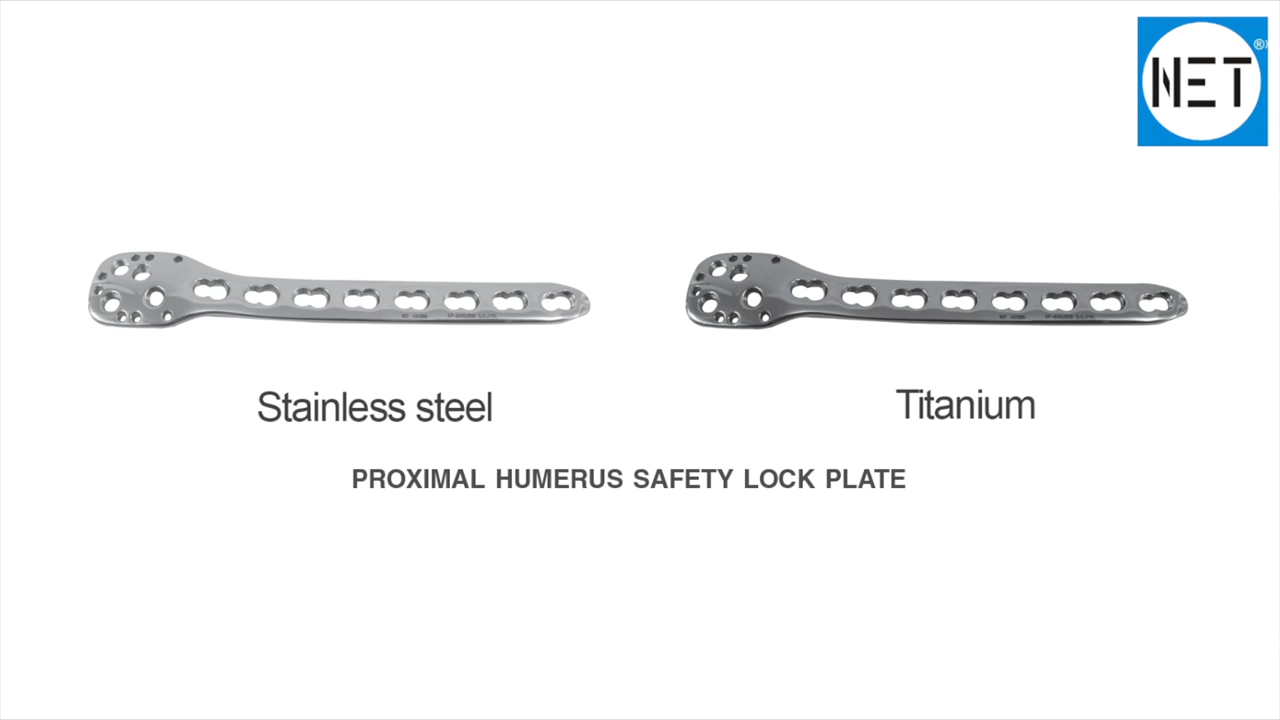 NET
®
Stainless steel
Titanium
PROXIMAL HUMERUS SAFETY LOCK PLATE